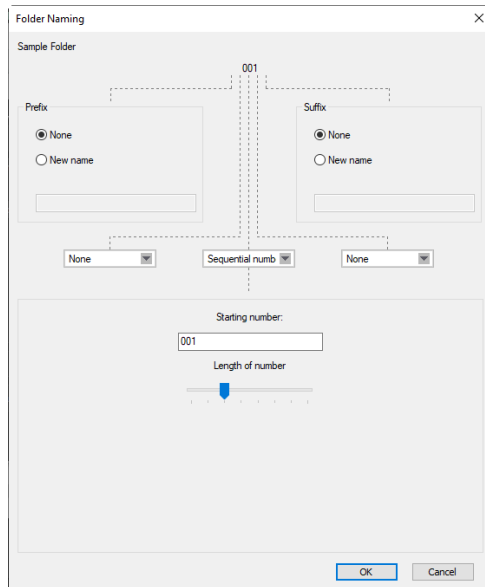 Folder Naming
Sample Folder
001
Prefix
None
New name
Suffix
None
New name
None
Sequential numb
None
Starting number:
001
Length of number
OK
Cancel